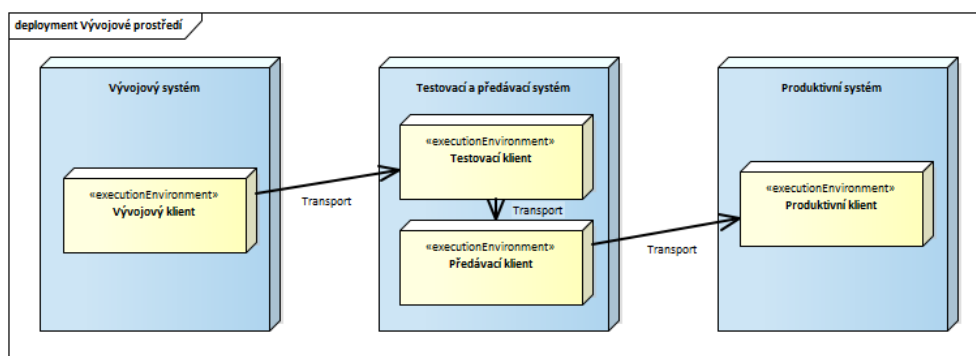 deployment Vývojové prostředí
Vývojový systém
«executionEnvironment»
Vývojový klient
Transport
Testovací a předávací systém
«executionEnvironment»
Testovací klient
Transport
«executionEnvironment»
Předávací klient
Transport
Produktivní systém
«executionEnvironment»
Produktivní klient